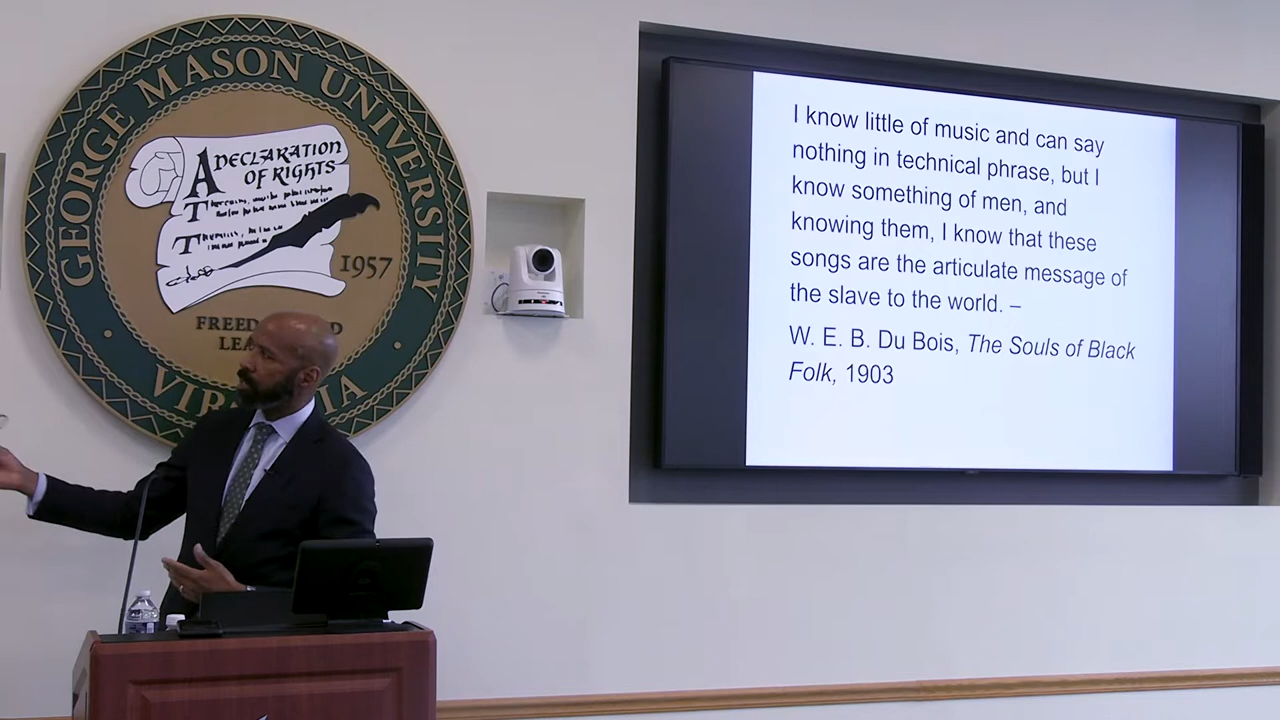 GEORGE MASON UNIVERSITY
A DECLARATION
OF RIGHTS
1957
VIRGINIA
I know little of music and can say
nothing in technical phrase, but I
know something of men, and
knowing them, I know that these
songs are the articulate message of
the slave to the world. –
W. E. B. Du Bois, The Souls of Black
Folk, 1903